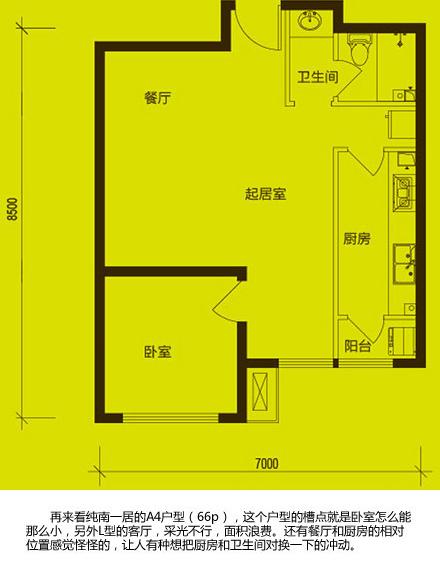 卫生间
餐厅
起居室
厨房
8500
卧室
阳台
7000
再来看纯南一居的A4户型（66p），这个户型的槽点就是卧室怎么能
那么小，另外L型的客厅，采光不行，面积浪费。还有餐厅和厨房的相对
位置感觉怪怪的，让人有种想把厨房和卫生间对换一下的冲动。